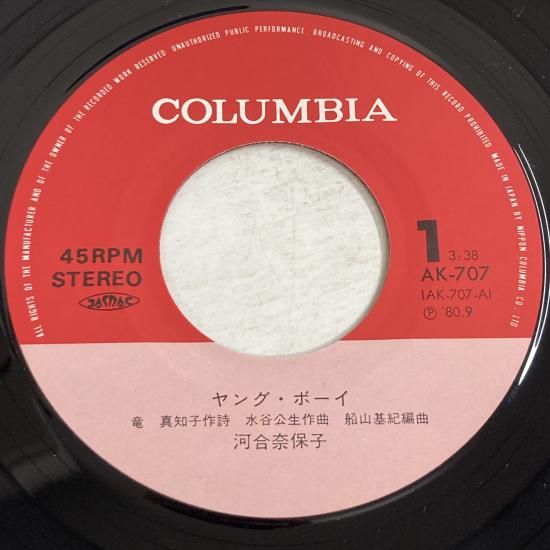 ALL RIGHTS OF THE MANUFACTURER AND OF THE OWNER OF THE RECORDED WORK RESERVED. UNAUTHORIZED PUBLIC PERFORMANCE, BROADCASTING AND COPYING OF THIS RECORD PROHIBITED. MADE IN JAPAN BY NIPPON COLUMBIA CO., LTD
COLUMBIA
45RPM
STEREO
JASRAC
1 3:38
AK-707
(AK-707-A)
Ⓟ '80.9
ヤング・ボーイ
竜 真知子作詩 水谷公生作曲 船山基紀編曲
河合奈保子